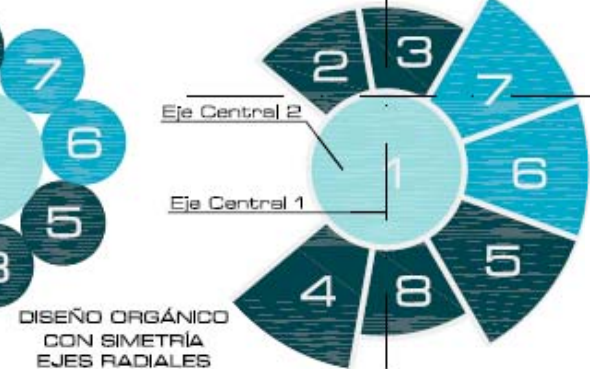 7
6
5
DISEÑO ORGÁNICO
CON SIMETRÍA
EJES RADIALES
2
3
7
Eje Central 2
1
6
Eje Central 1
5
4
8